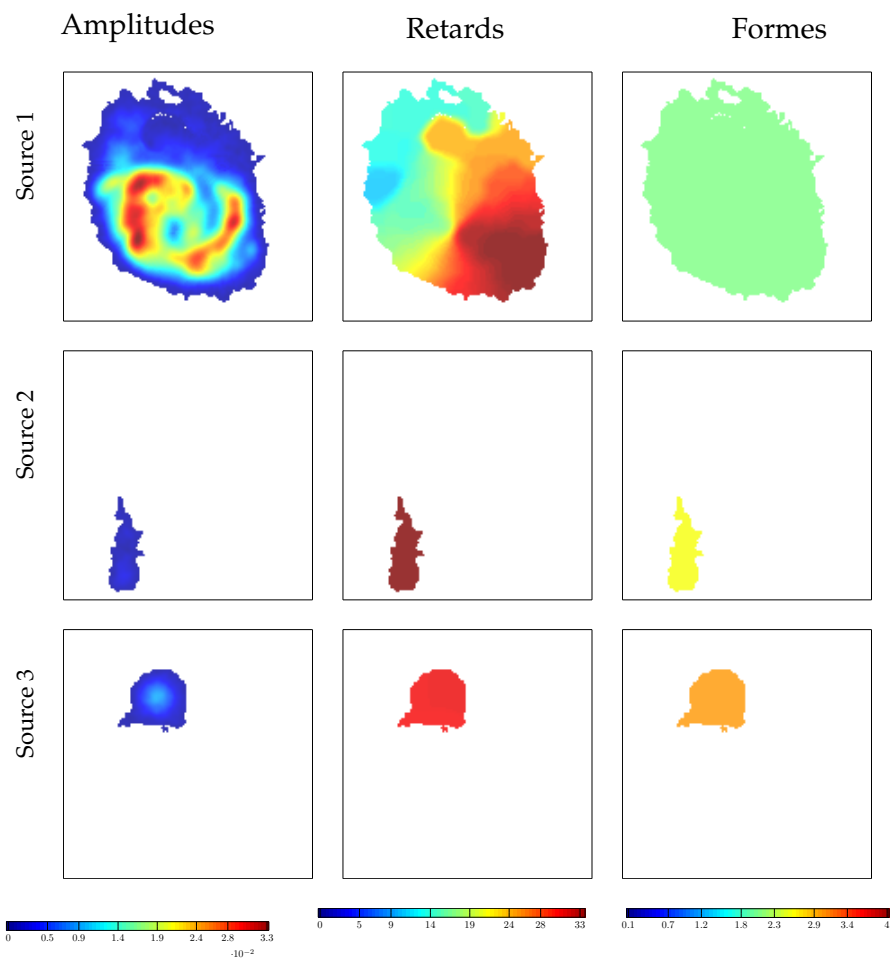 Amplitudes Retards Formes
Source 1
Source 2
Source 3
0 0.5 0.9 1.4 1.9 2.4 2.8 3.3
·10⁻²
0 5 9 14 19 24 28 33
0.1 0.7 1.2 1.8 2.3 2.9 3.4 4